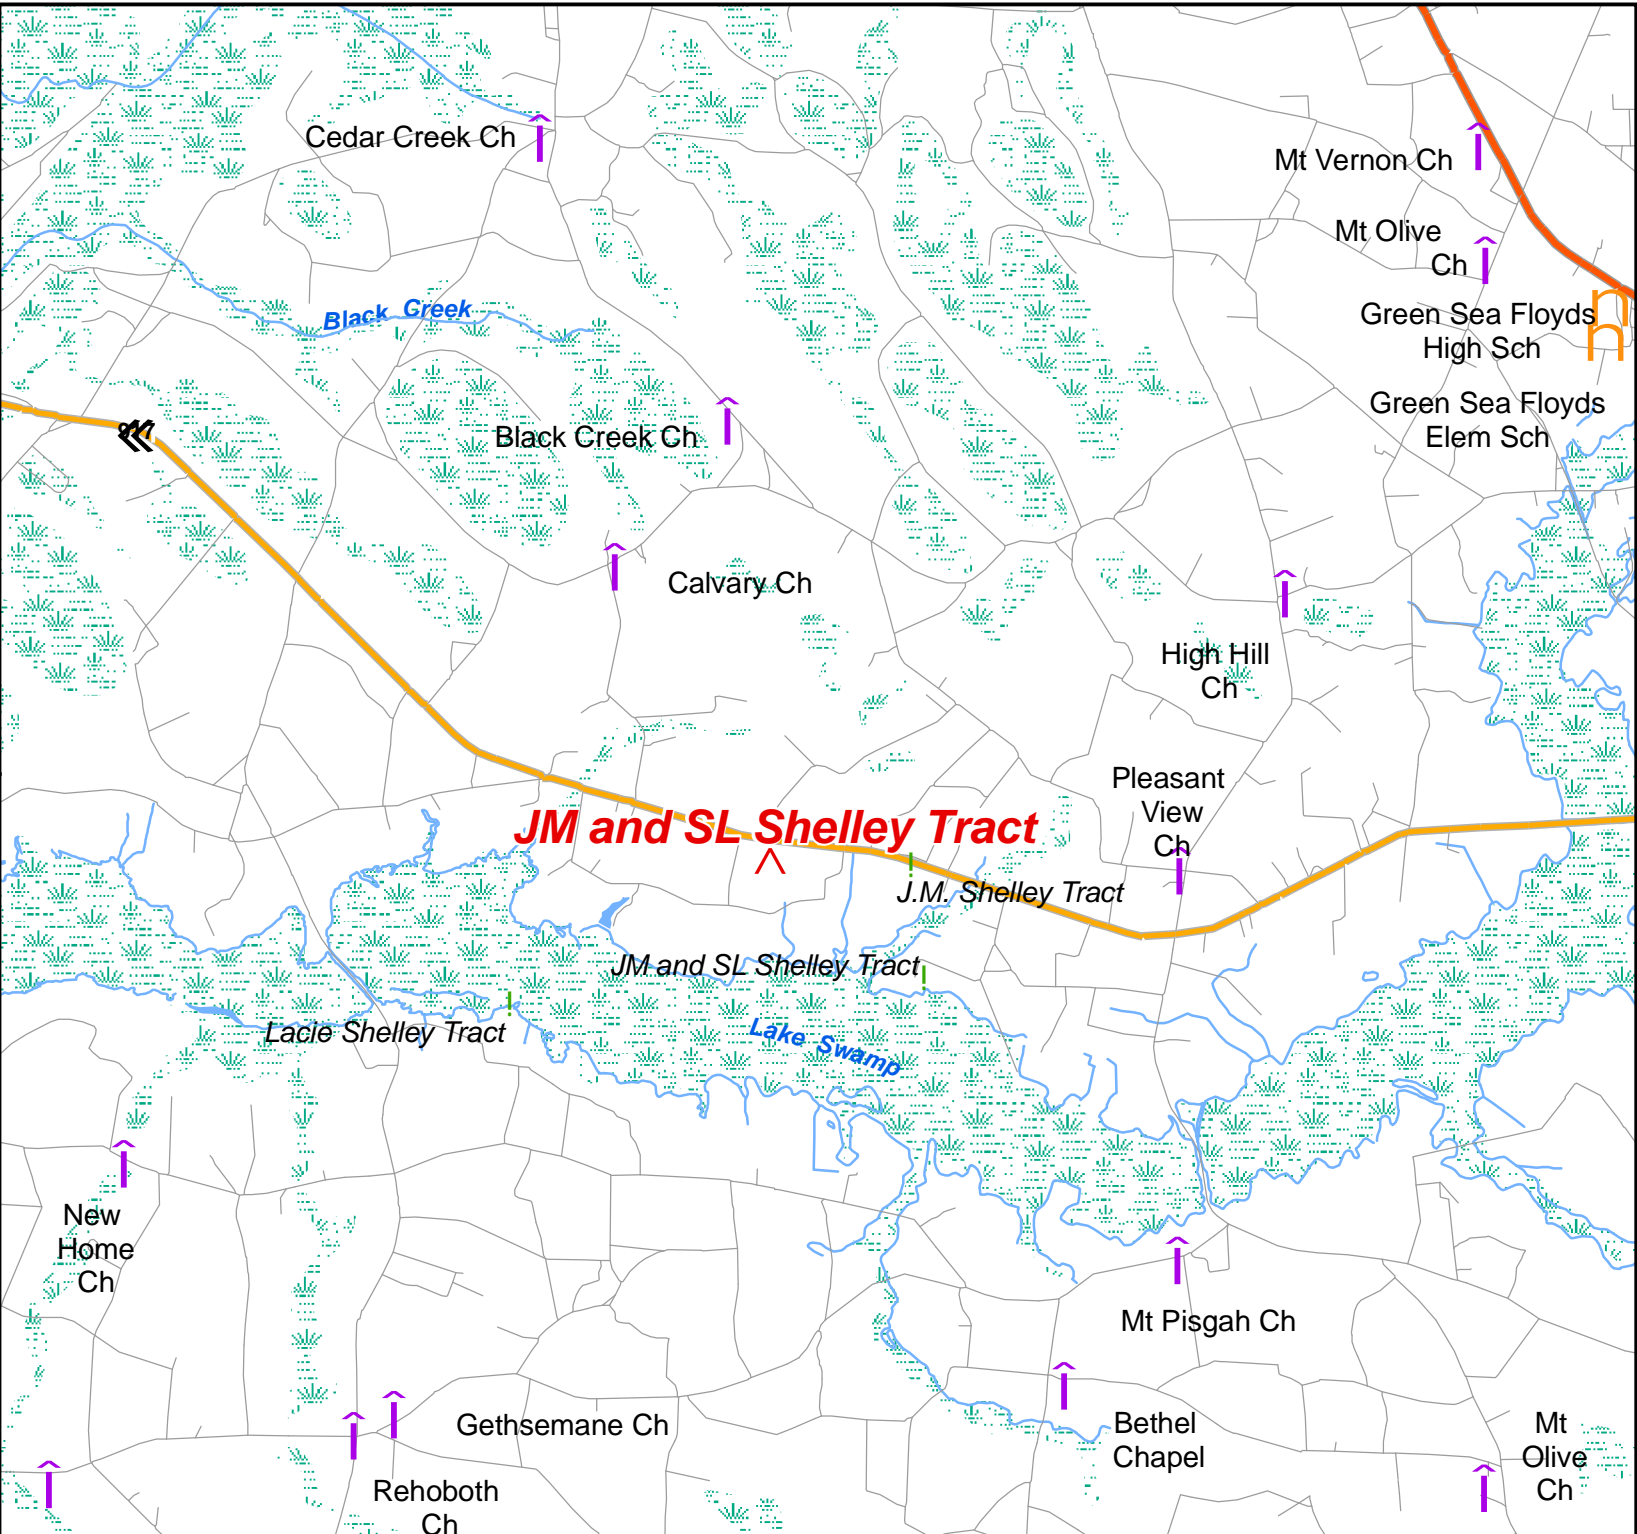 Cedar Creek Ch
Mt Vernon Ch
Mt Olive
Ch
Black Creek
Green Sea Floyds
High Sch
Green Sea Floyds
Elem Sch
917
Black Creek Ch
Calvary Ch
High Hill
Ch
Pleasant
View
Ch
JM and SL Shelley Tract
J.M. Shelley Tract
JM and SL Shelley Tract
Lacie Shelley Tract
Lake Swamp
New
Home
Ch
Mt Pisgah Ch
Gethsemane Ch
Bethel
Chapel
Mt
Olive
Ch
Rehoboth
Ch